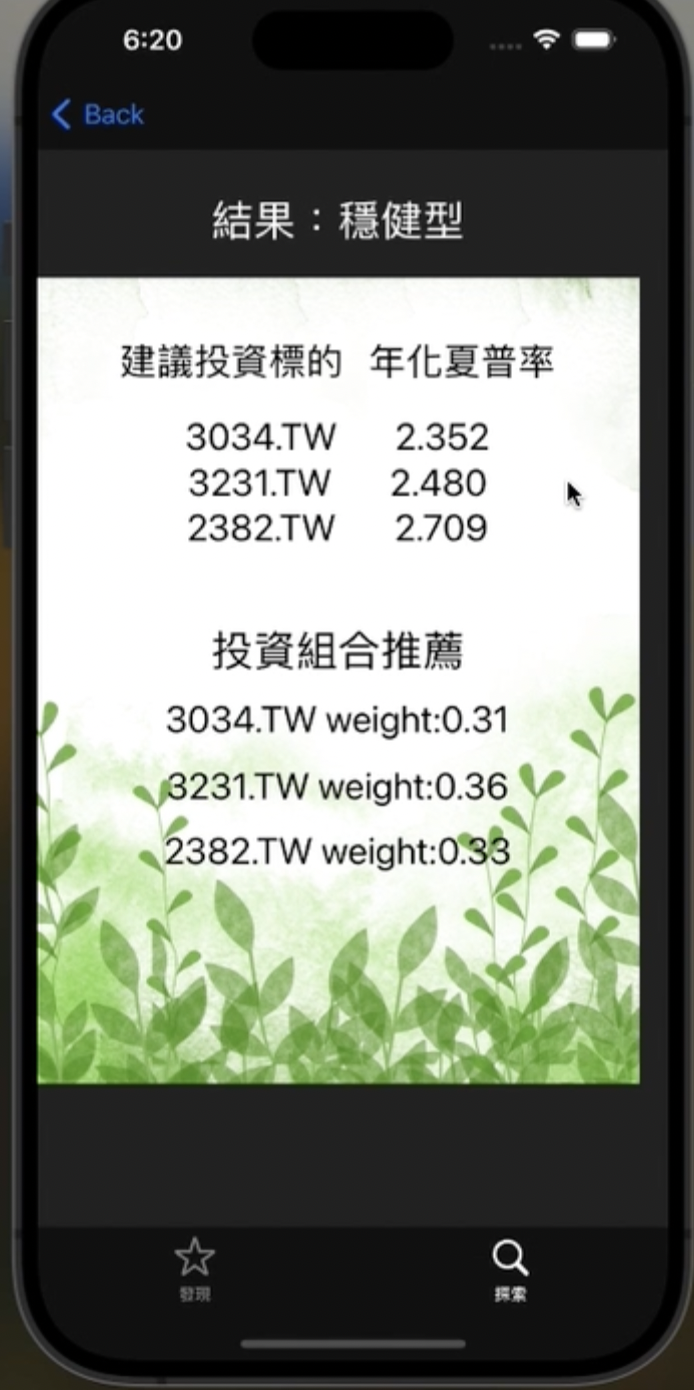 6:20
Back
結果：穩健型
建議投資標的 年化夏普率
3034.TW 2.352
3231.TW 2.480
2382.TW 2.709
投資組合推薦
3034.TW weight:0.31
3231.TW weight:0.36
2382.TW weight:0.33
發現 探索